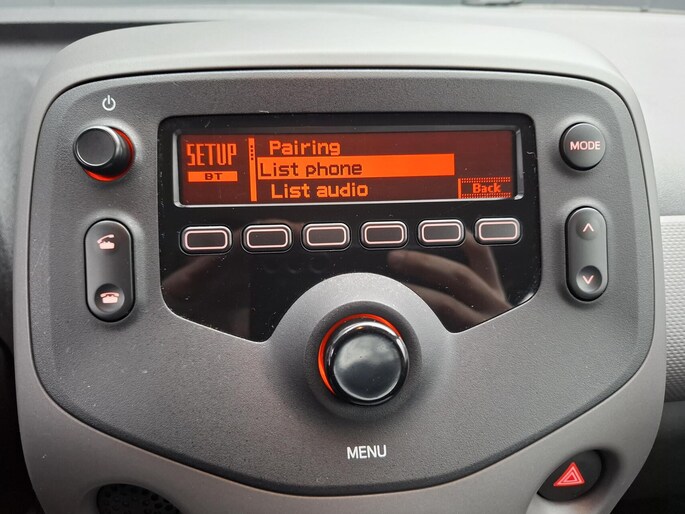 SETUP
BT
Pairing
List phone
List audio
Back
MODE
MENU